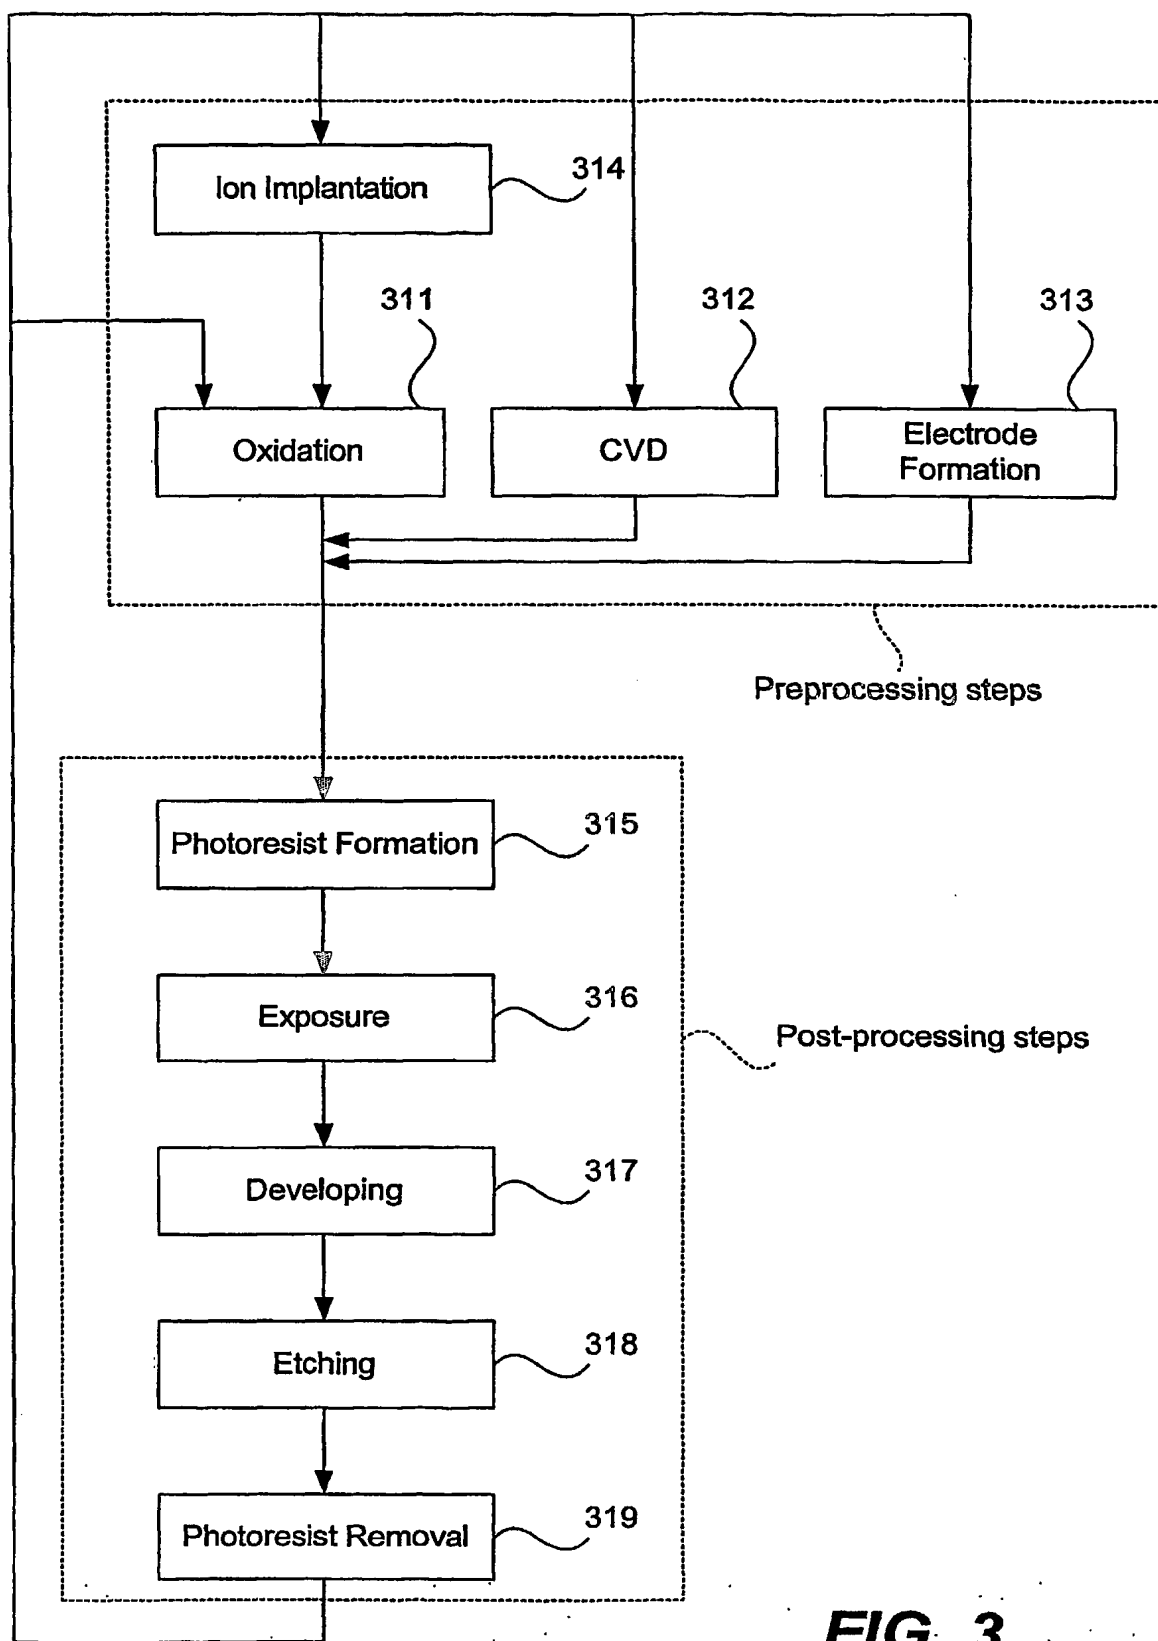 Ion Implantation
314
311
312
313
Oxidation
CVD
Electrode
Formation
Preprocessing steps
Photoresist Formation
315
Exposure
316
Post-processing steps
Developing
317
Etching
318
Photoresist Removal
319
FIG. 3